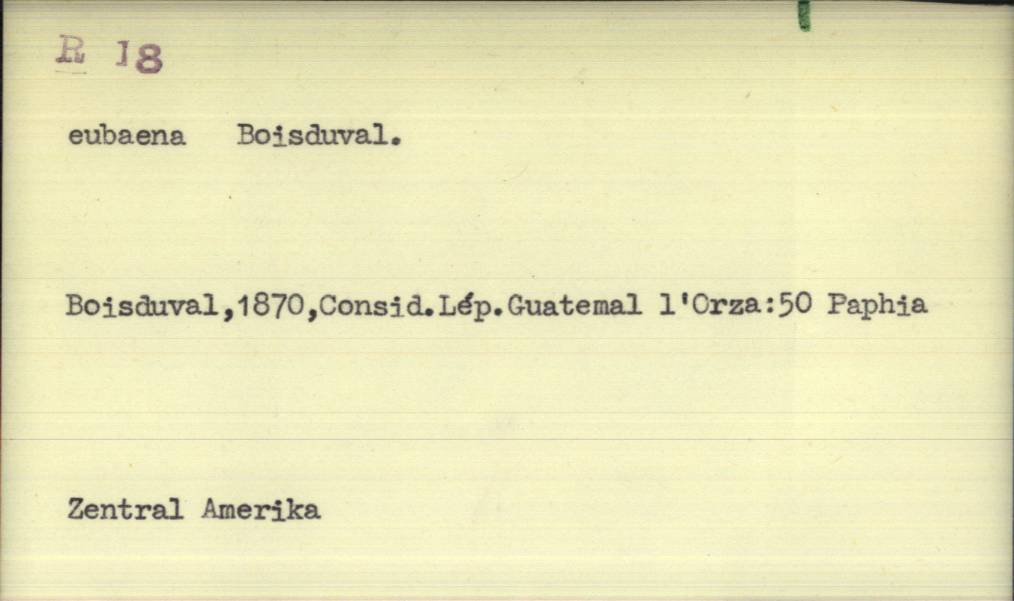 R 18
eubaena Boisduval.
Boisduval,1870,Consid.Lép.Guatemal l'Orza:50 Paphia
Zentral Amerika